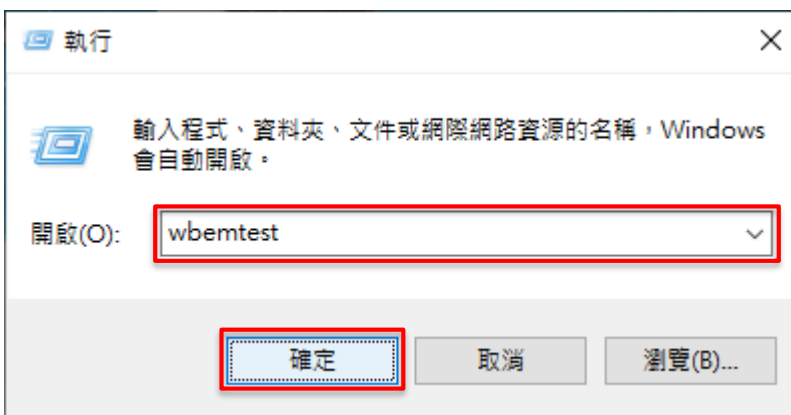 執行
輸入程式、資料夾、文件或網際網路資源的名稱，Windows
會自動開啟。
開啟(O):
wbemtest
確定
取消
瀏覽(B)...